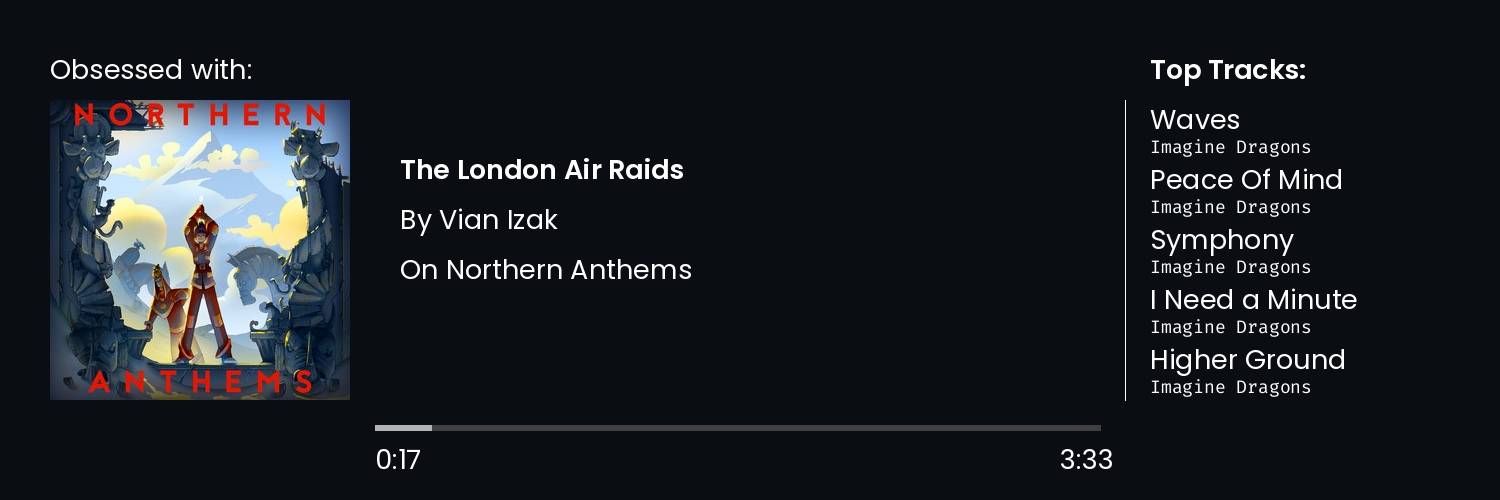 Obsessed with:
NORTHERN
ANTHEMS
The London Air Raids
By Vian Izak
On Northern Anthems
0:17
3:33
Top Tracks:
Waves
Imagine Dragons
Peace Of Mind
Imagine Dragons
Symphony
Imagine Dragons
I Need a Minute
Imagine Dragons
Higher Ground
Imagine Dragons